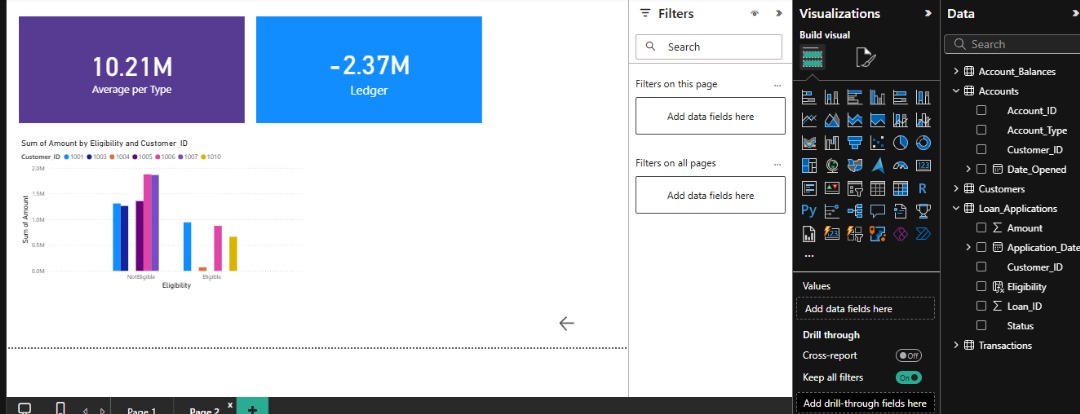 10.21M
Average per Type
-2.37M
Ledger
Sum of Amount by Eligibility and Customer_ID
Customer_ID 1001 1003 1004 1005 1006 1007 1010
2.0M
1.5M
1.0M
0.5M
0.0M
Sum of Amount
NotEligible
Eligible
Eligibility
Page 1
Page 2 x
+
Filters
Search
Filters on this page
...
Add data fields here
Filters on all pages
...
Add data fields here
Visualizations
Build visual
123
R
Py
123
...
Values
Add data fields here
Drill through
Cross-report
Off
Keep all filters
On
Add drill-through fields here
Data
Search
Account_Balances
Accounts
Account_ID
Account_Type
Customer_ID
Date_Opened
Customers
Loan_Applications
Σ Amount
Application_Date
Customer_ID
Eligibility
Σ Loan_ID
Status
Transactions